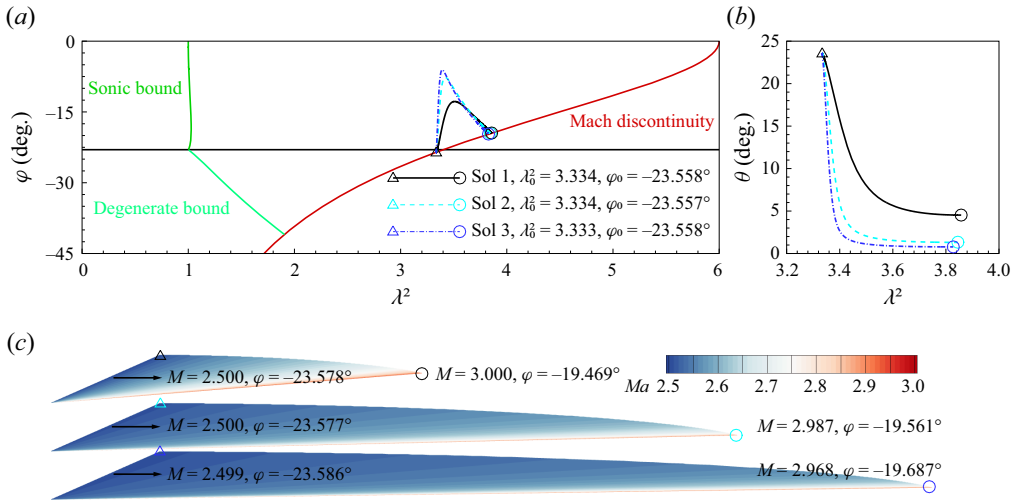 (a)
0
−15
−30
−45
φ (deg.)
Sonic bound
Degenerate bound
Mach discontinuity
Sol 1, λ₀² = 3.334, φ₀ = −23.558°
Sol 2, λ₀² = 3.334, φ₀ = −23.557°
Sol 3, λ₀² = 3.333, φ₀ = −23.558°
0 1 2 3 4 5 6
λ²
(b)
25
20
15
10
5
0
θ (deg.)
3.2 3.4 3.6 3.8 4.0
λ²
(c)
M = 2.500, φ = −23.578°
M = 3.000, φ = −19.469°
Ma 2.5 2.6 2.7 2.8 2.9 3.0
M = 2.500, φ = −23.577°
M = 2.987, φ = −19.561°
M = 2.499, φ = −23.586°
M = 2.968, φ = −19.687°